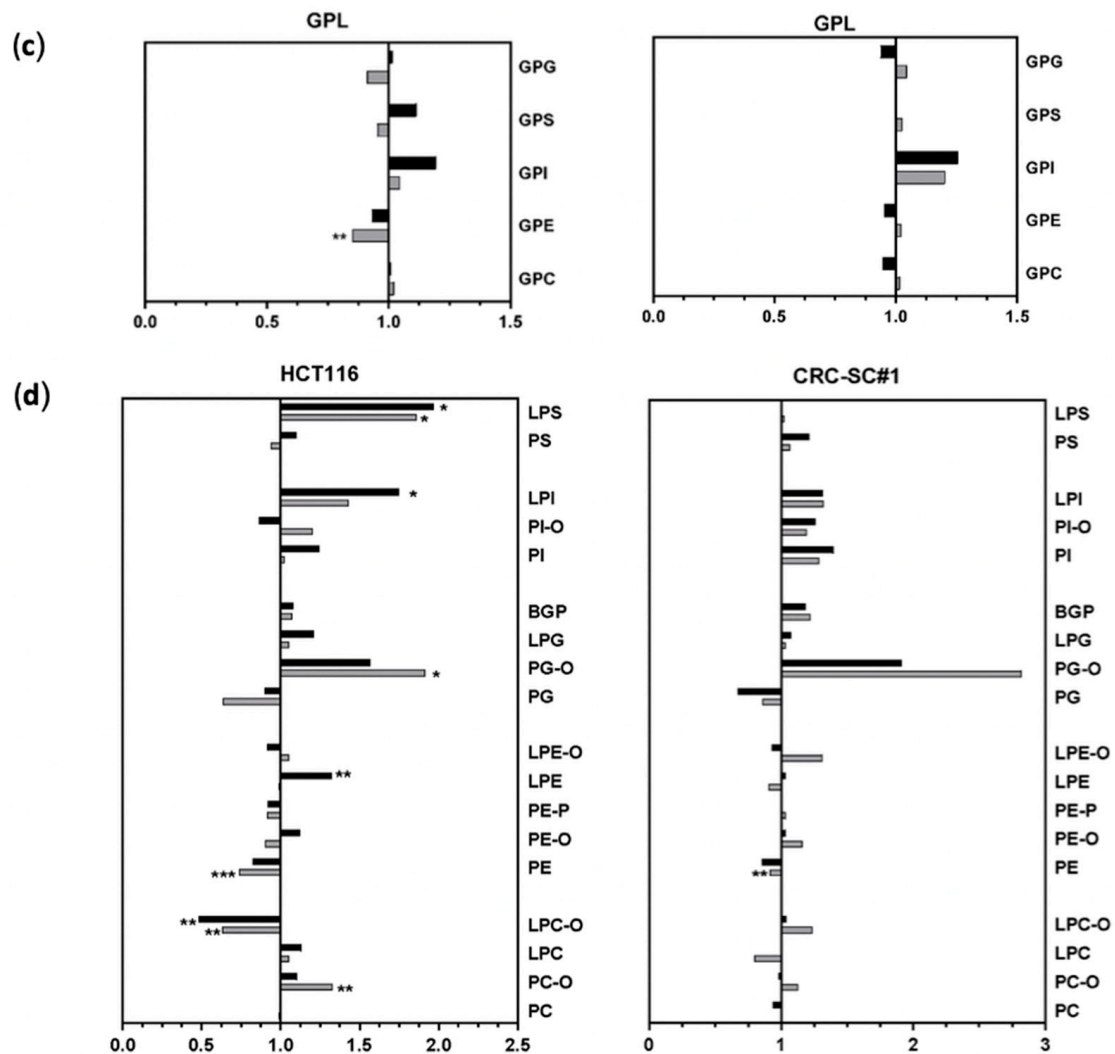 (c)
GPL
GPG
GPS
GPI
GPE
**
GPC
0.0 0.5 1.0 1.5
GPL
GPG
GPS
GPI
GPE
GPC
0.0 0.5 1.0 1.5
(d)
HCT116
* LPS
*
PS
* LPI
PI-O
PI
BGP
LPG
PG-O
*
PG
LPE-O
** LPE
PE-P
PE-O
PE
***
** LPC-O
**
LPC
PC-O
**
PC
0.0 0.5 1.0 1.5 2.0 2.5
CRC-SC#1
LPS
PS
LPI
PI-O
PI
BGP
LPG
PG-O
PG
LPE-O
LPE
PE-P
PE-O
PE
**
LPC-O
LPC
PC-O
PC
0 1 2 3